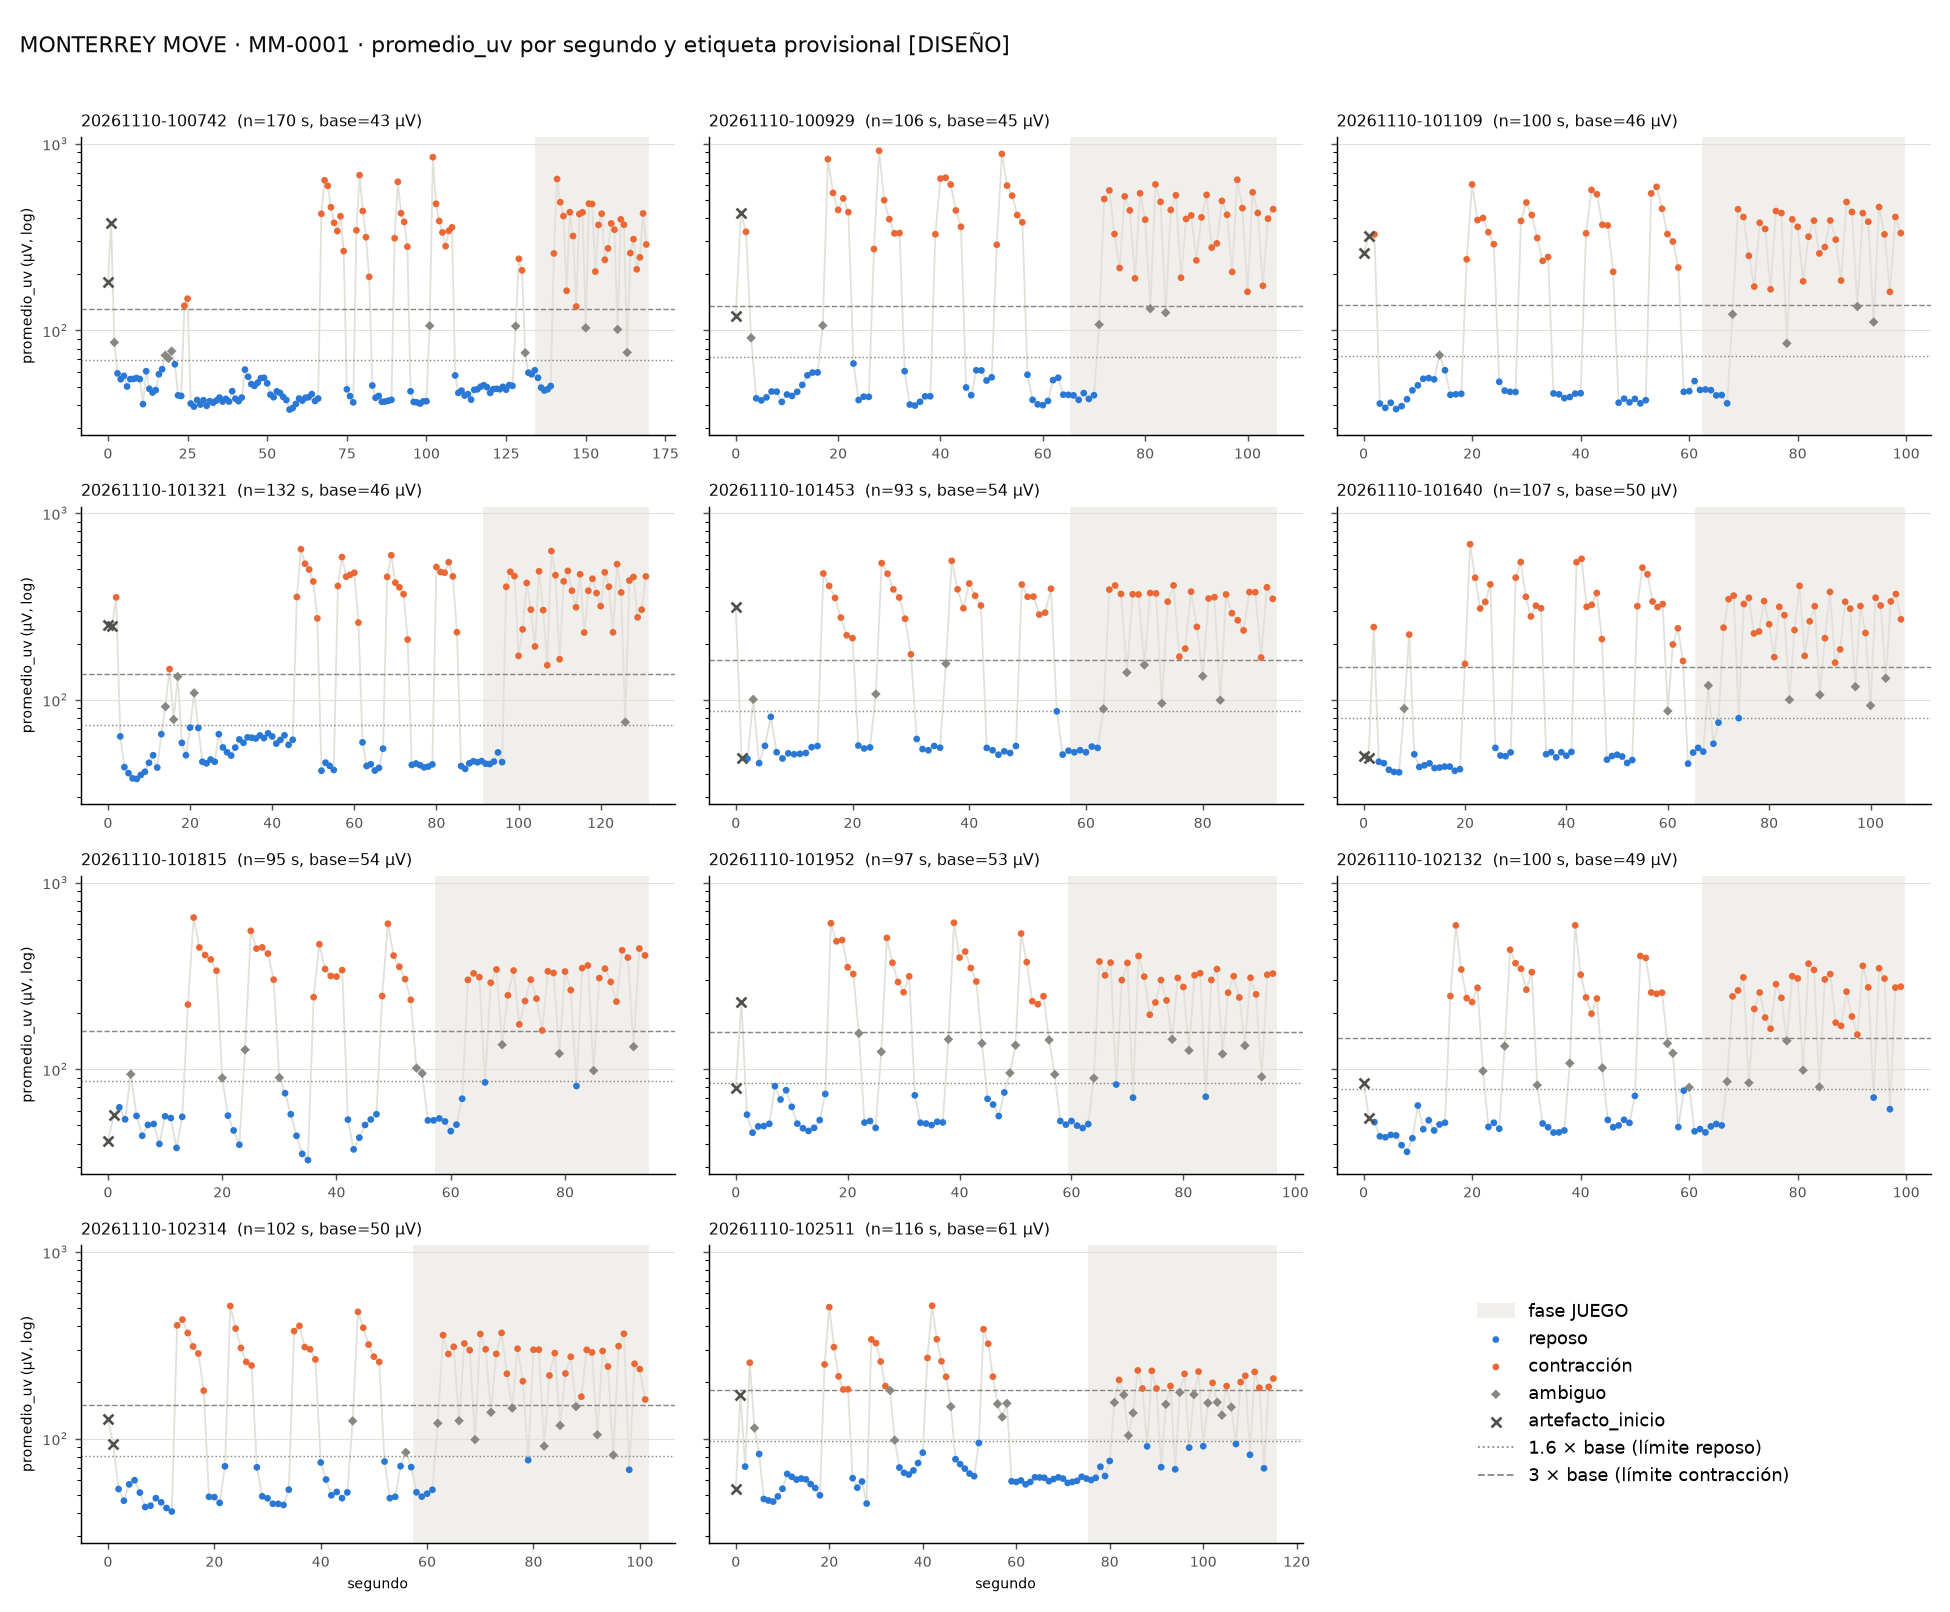 MONTERREY MOVE · MM-0001 · promedio_uv por segundo y etiqueta provisional [DISEÑO]
20261110-100742 (n=170 s, base=43 µV)
20261110-100929 (n=106 s, base=45 µV)
20261110-101109 (n=100 s, base=46 µV)
10³
10²
promedio_uv (µV, log)
0 25 50 75 100 125 150 175
0 20 40 60 80 100
0 20 40 60 80 100
20261110-101321 (n=132 s, base=46 µV)
20261110-101453 (n=93 s, base=54 µV)
20261110-101640 (n=107 s, base=50 µV)
10³
10²
promedio_uv (µV, log)
0 20 40 60 80 100 120
0 20 40 60 80
0 20 40 60 80 100
20261110-101815 (n=95 s, base=54 µV)
20261110-101952 (n=97 s, base=53 µV)
20261110-102132 (n=100 s, base=49 µV)
10³
10²
promedio_uv (µV, log)
0 20 40 60 80
0 20 40 60 80 100
0 20 40 60 80 100
20261110-102314 (n=102 s, base=50 µV)
20261110-102511 (n=116 s, base=61 µV)
10³
10²
promedio_uv (µV, log)
0 20 40 60 80 100
segundo
0 20 40 60 80 100 120
segundo
fase JUEGO
reposo
contracción
ambiguo
artefacto_inicio
1.6 × base (límite reposo)
3 × base (límite contracción)